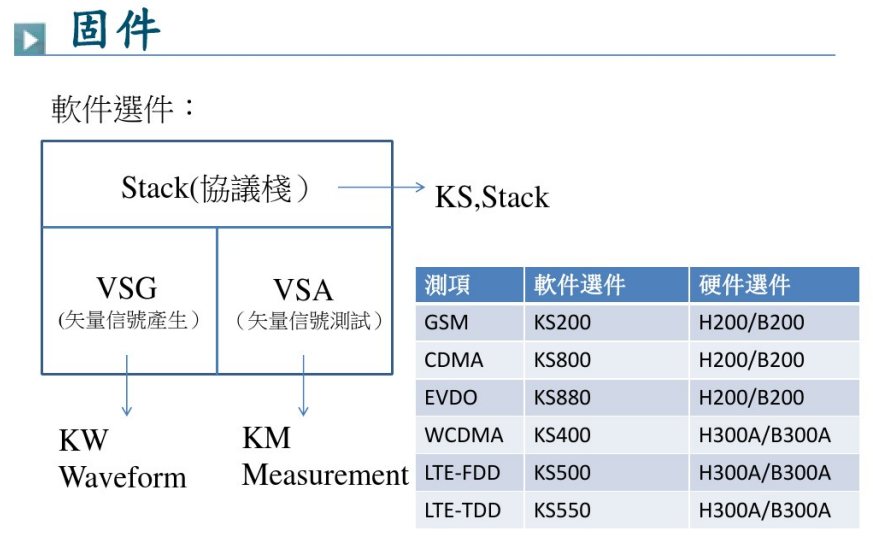 固件
軟件選件：
Stack(協議棧）
KS,Stack
VSG
(矢量信號產生）
VSA
（矢量信號測試）
KW
Waveform
KM
Measurement
測項 軟件選件 硬件選件
GSM KS200 H200/B200
CDMA KS800 H200/B200
EVDO KS880 H200/B200
WCDMA KS400 H300A/B300A
LTE-FDD KS500 H300A/B300A
LTE-TDD KS550 H300A/B300A